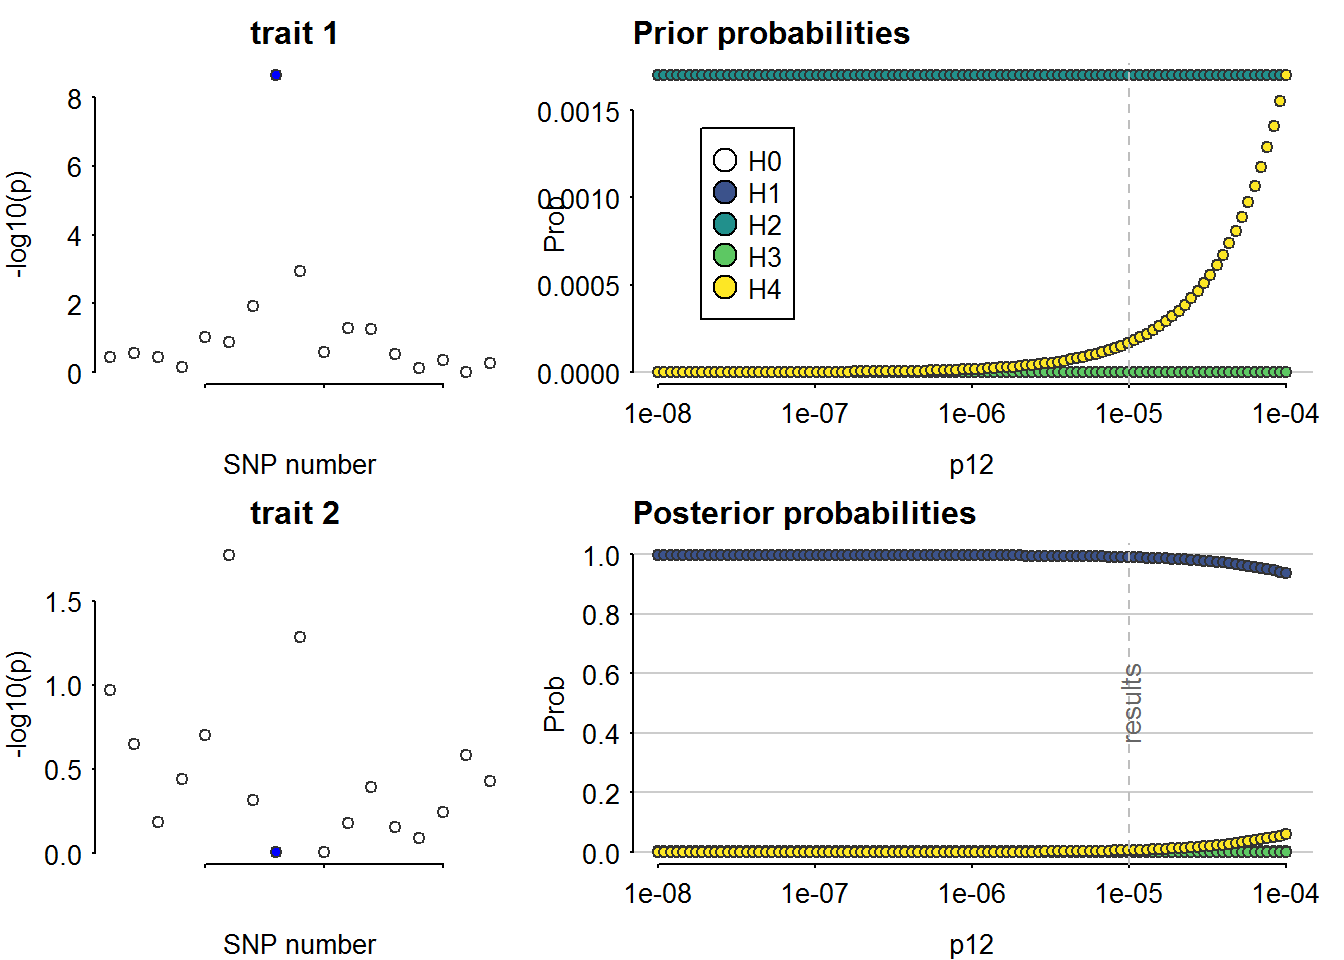 trait 1
-log10(p)
8
6
4
2
0
SNP number
Prior probabilities
Prob
0.0015
0.0010
0.0005
0.0000
H0
H1
H2
H3
H4
1e-08 1e-07 1e-06 1e-05 1e-04
p12
trait 2
-log10(p)
1.5
1.0
0.5
0.0
SNP number
Posterior probabilities
Prob
1.0
0.8
0.6
0.4
0.2
0.0
results
1e-08 1e-07 1e-06 1e-05 1e-04
p12